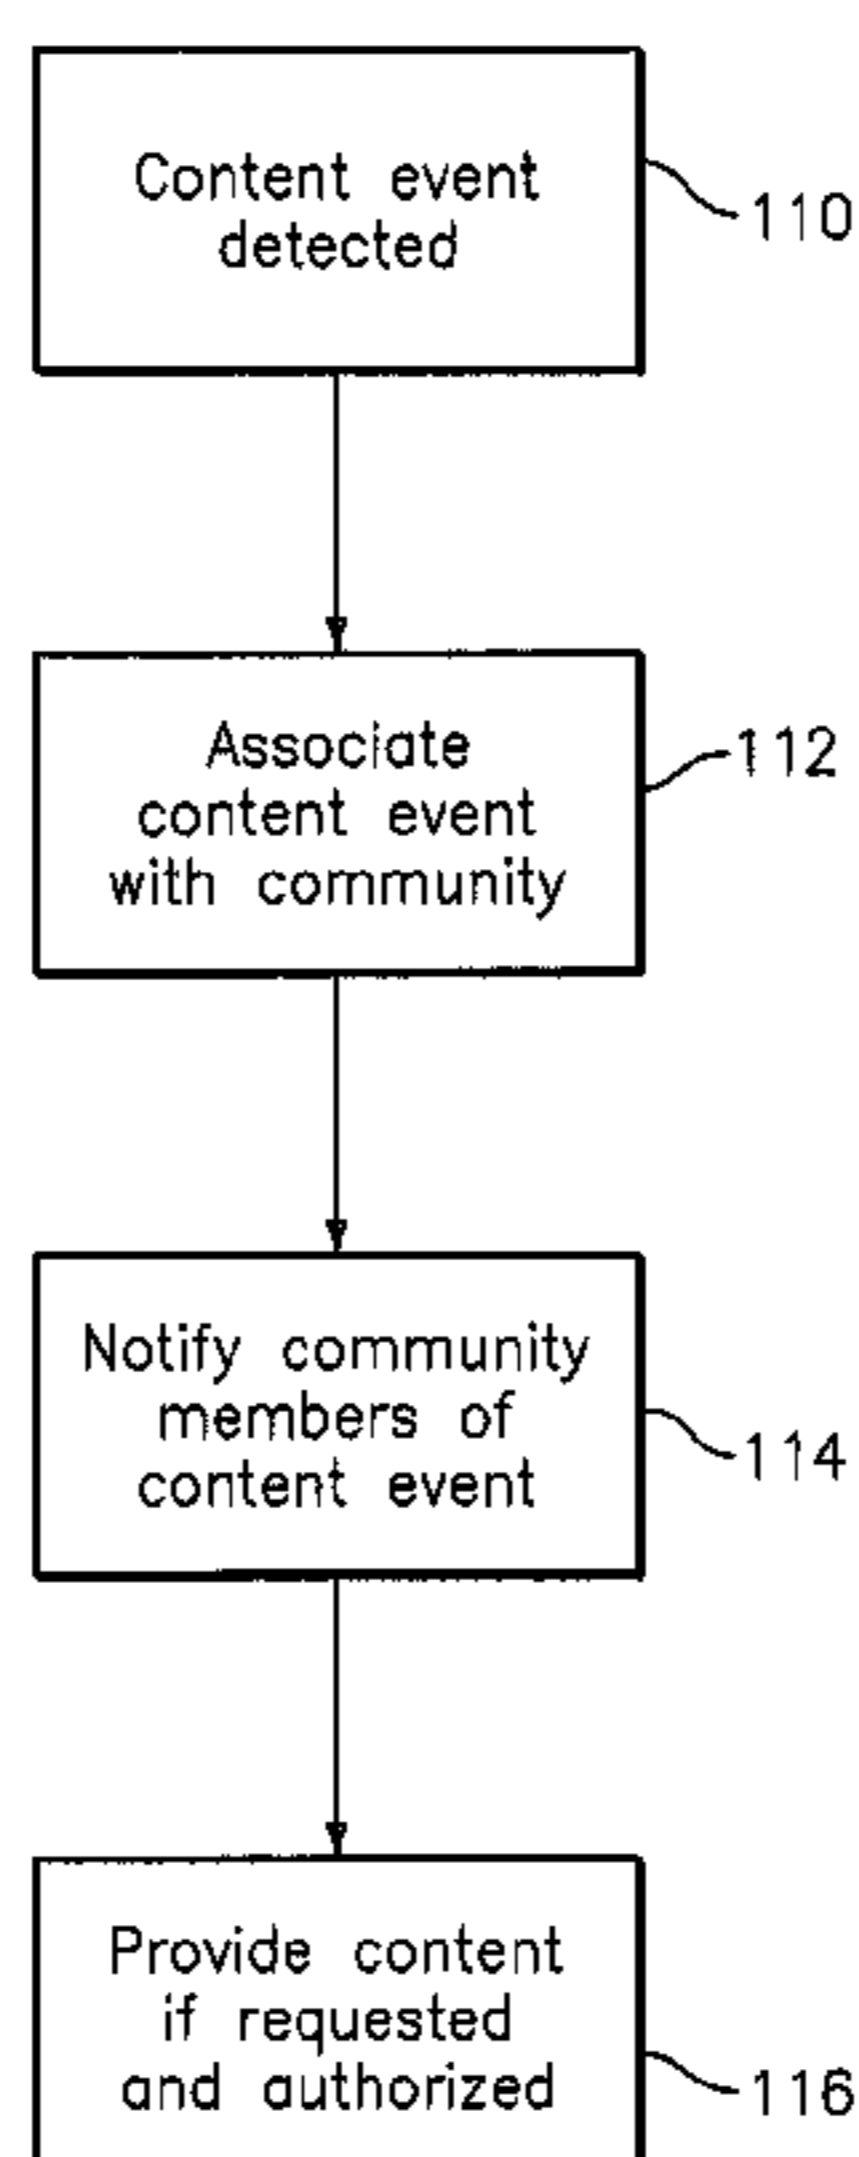 Content event
detected
110
Associate
content event
with community
112
Notify community
members of
content event
114
Provide content
if requested
and authorized
116